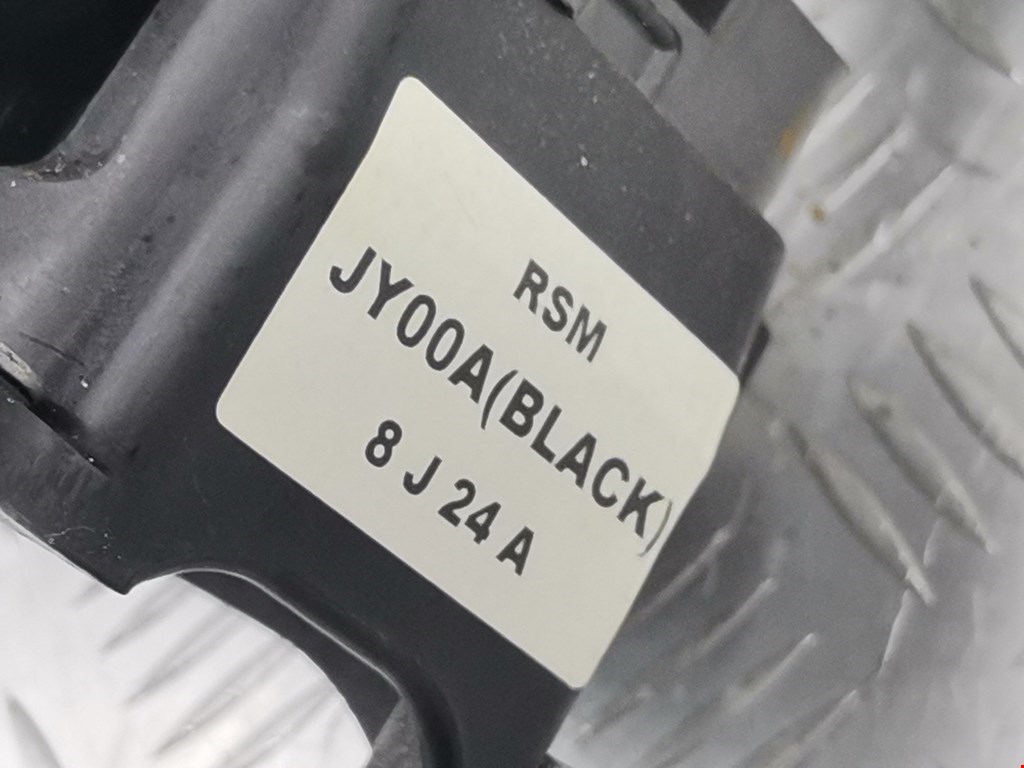 RSM
JY00A(BLACK)
8 J 24 A